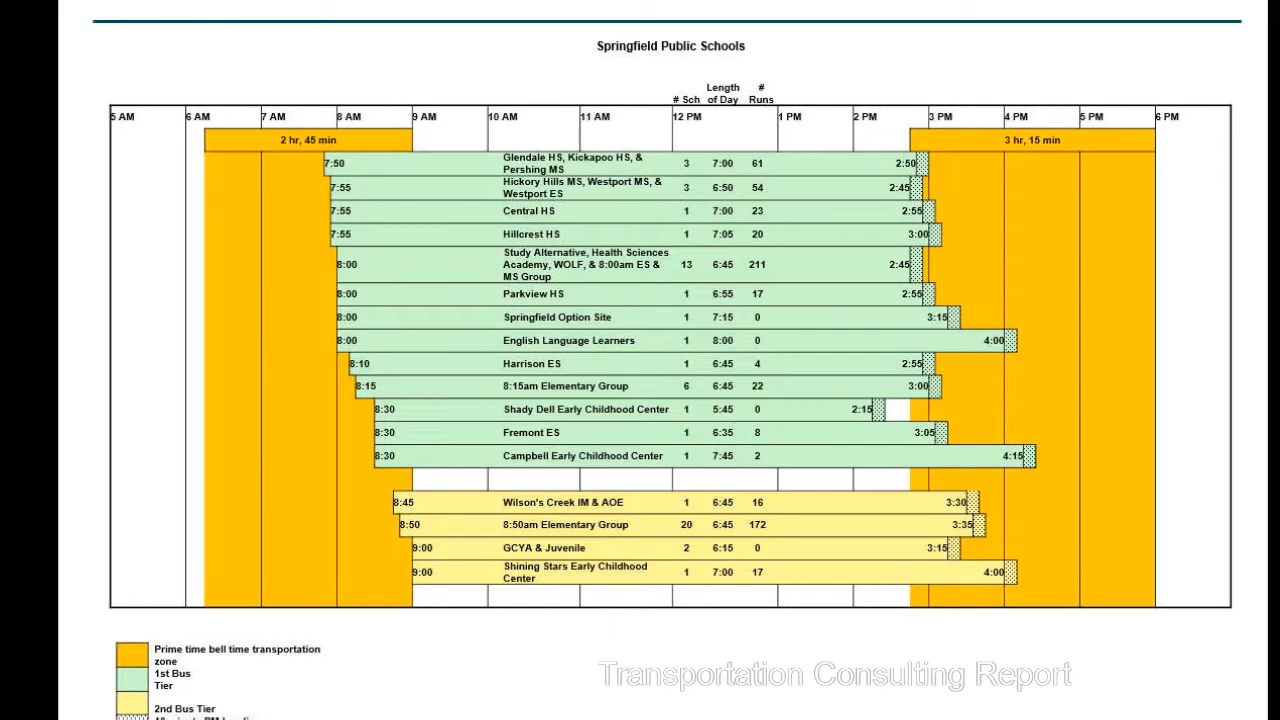 Springfield Public Schools
Length #
# Sch of Day Runs
5 AM 6 AM 7 AM 8 AM 9 AM 10 AM 11 AM 12 PM 1 PM 2 PM 3 PM 4 PM 5 PM 6 PM
2 hr, 45 min 3 hr, 15 min
7:50 Glendale HS, Kickapoo HS, & Pershing MS 3 7:00 61 2:50
7:55 Hickory Hills MS, Westport MS, & Westport ES 3 6:50 54 2:45
7:55 Central HS 1 7:00 23 2:55
7:55 Hillcrest HS 1 7:05 20 3:00
8:00 Study Alternative, Health Sciences Academy, WOLF, & 8:00am ES & MS Group 13 6:45 211 2:45
8:00 Parkview HS 1 6:55 17 2:55
8:00 Springfield Option Site 1 7:15 0 3:15
8:00 English Language Learners 1 8:00 0 4:00
8:10 Harrison ES 1 6:45 4 2:55
8:15 8:15am Elementary Group 6 6:45 22 3:00
8:30 Shady Dell Early Childhood Center 1 5:45 0 2:15
8:30 Fremont ES 1 6:35 8 3:05
8:30 Campbell Early Childhood Center 1 7:45 2 4:15
8:45 Wilson's Creek IM & AOE 1 6:45 16 3:30
8:50 8:50am Elementary Group 20 6:45 172 3:35
9:00 GCYA & Juvenile 2 6:15 0 3:15
9:00 Shining Stars Early Childhood Center 1 7:00 17 4:00
Prime time bell time transportation
zone
1st Bus
Tier
2nd Bus Tier
Transportation Consulting Report